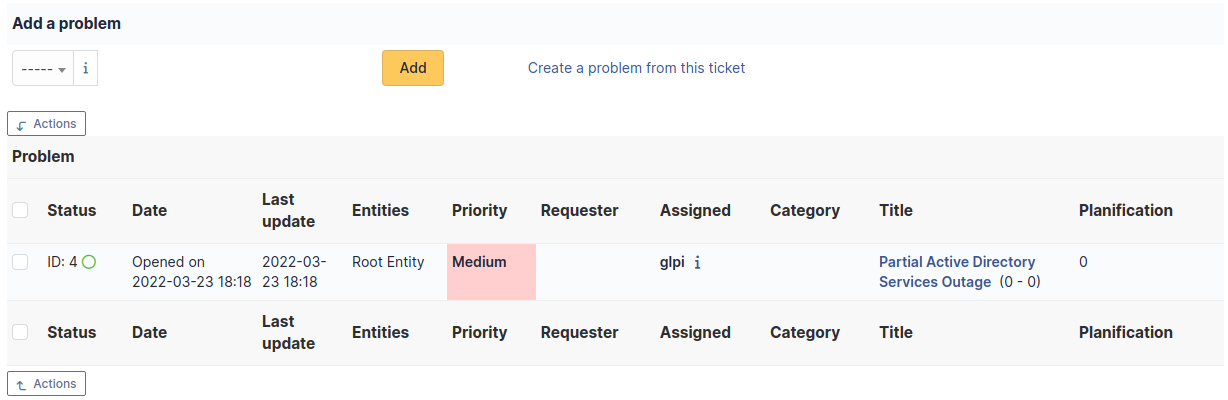 Add a problem
----- i Add Create a problem from this ticket
Actions
Problem
Status Date Last update Entities Priority Requester Assigned Category Title Planification
ID: 4 Opened on 2022-03-23 18:18 2022-03-23 18:18 Root Entity Medium glpi i Partial Active Directory Services Outage (0 - 0) 0
Status Date Last update Entities Priority Requester Assigned Category Title Planification
Actions